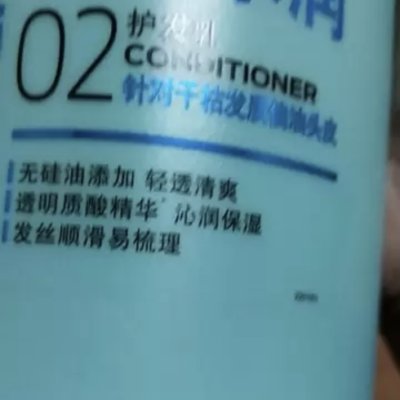 润
02
护发乳
CONDITIONER
针对干枯发质偏油头皮
无硅油添加 轻透清爽
透明质酸精华* 沁润保湿
发丝顺滑易梳理